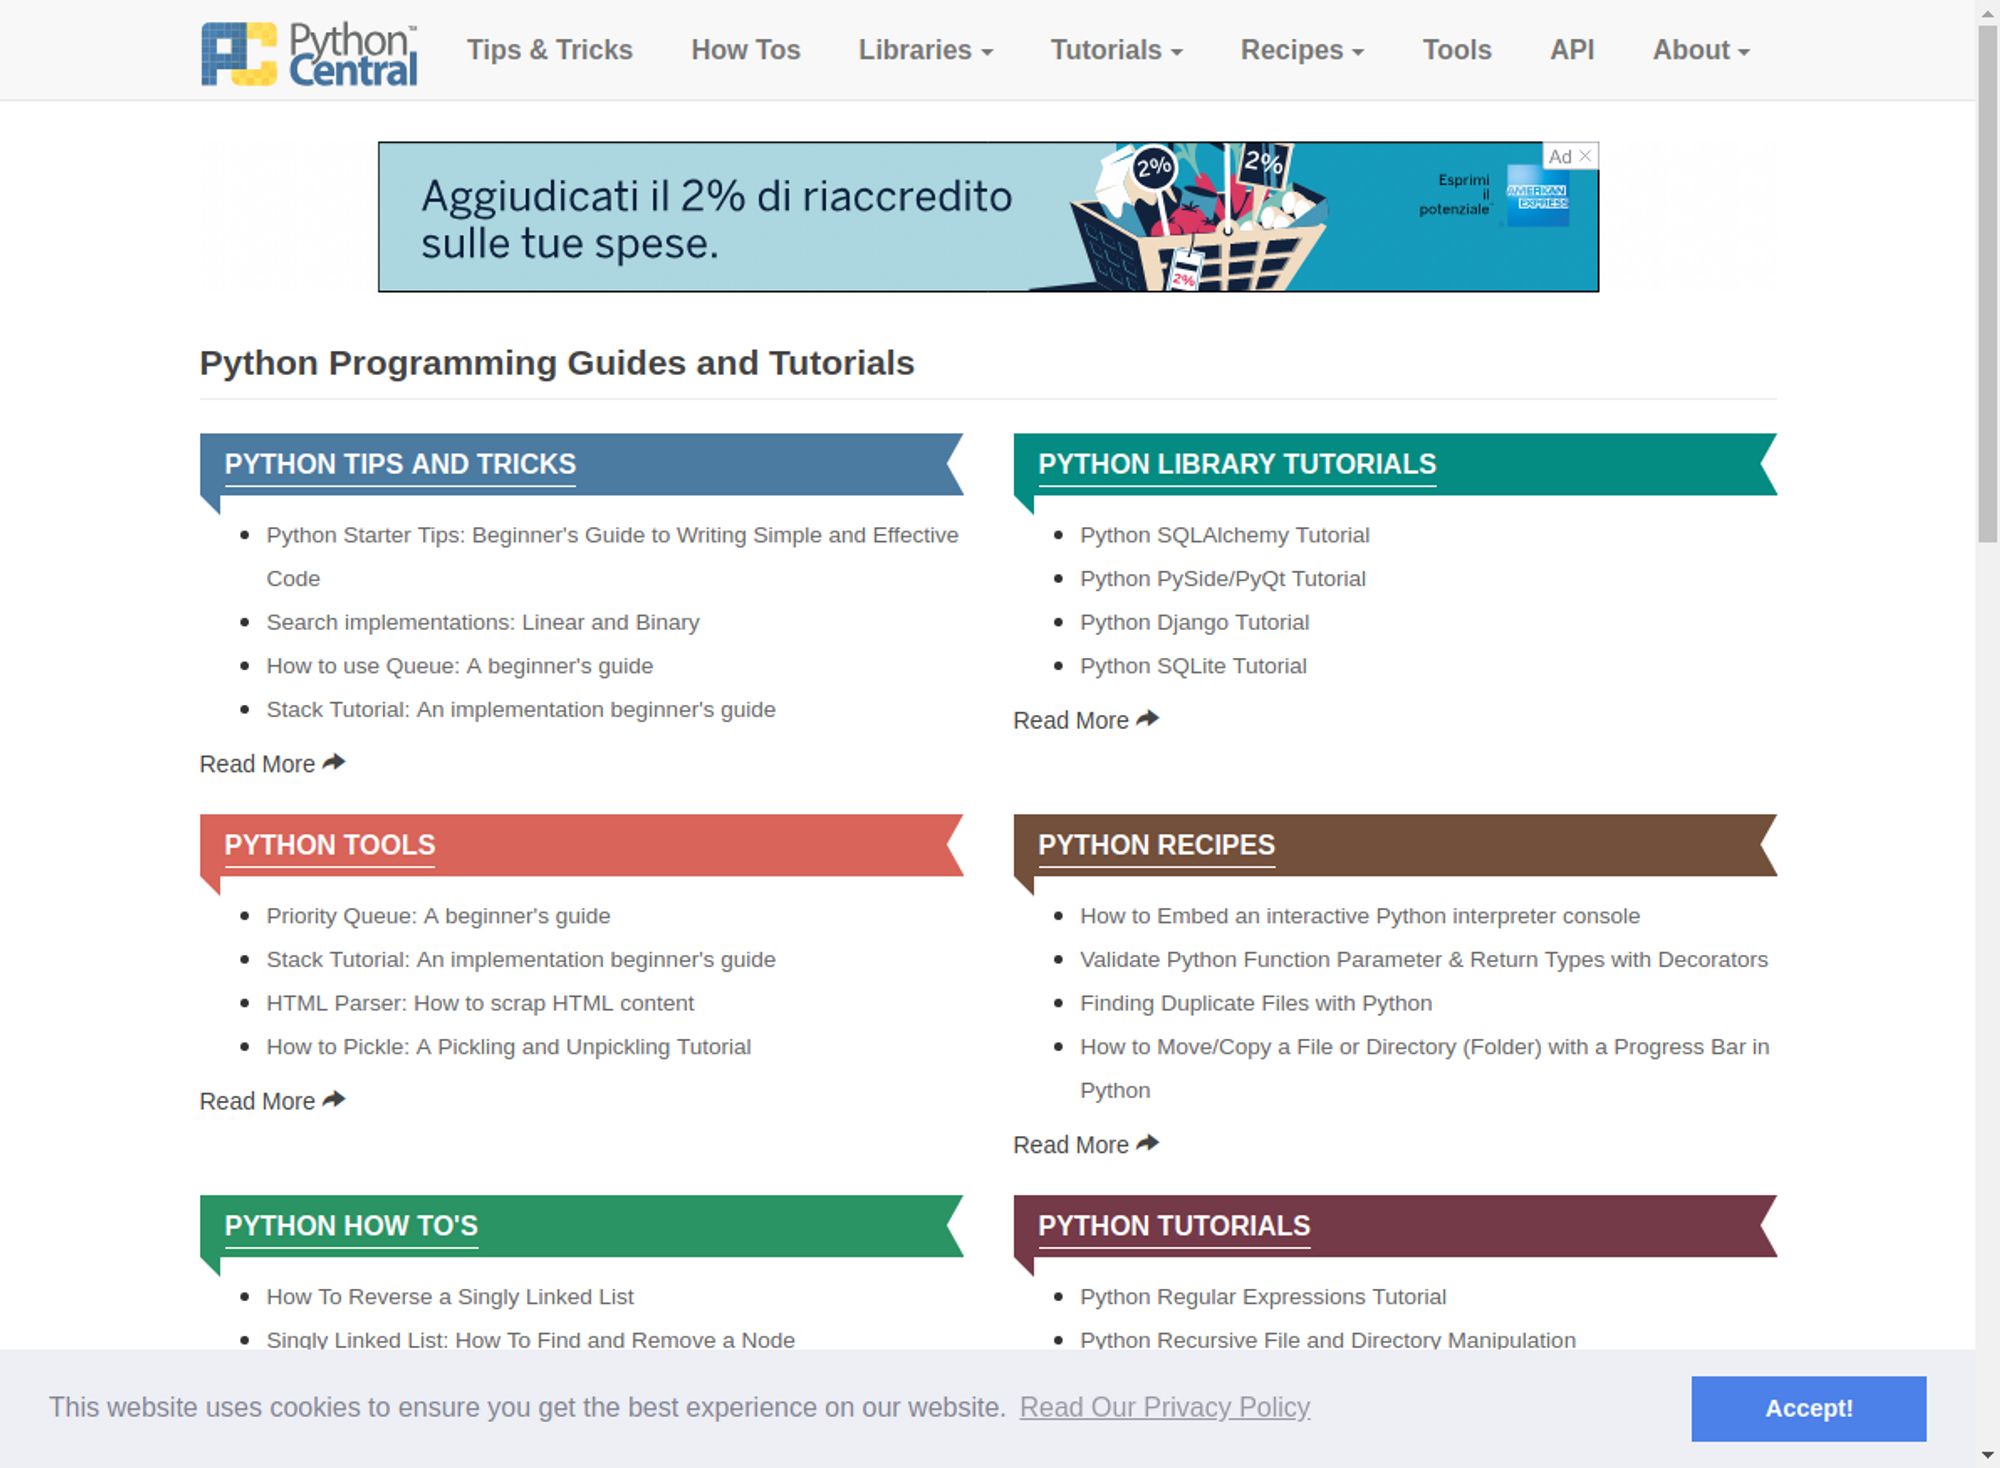 Python™
Central
Tips & Tricks
How Tos
Libraries
Tutorials
Recipes
Tools
API
About
Aggiudicati il 2% di riaccredito
sulle tue spese.
2%
2%
2%
Esprimi
il
potenziale
AMERICAN
EXPRESS
Ad
Python Programming Guides and Tutorials
PYTHON TIPS AND TRICKS
Python Starter Tips: Beginner's Guide to Writing Simple and Effective
Code
Search implementations: Linear and Binary
How to use Queue: A beginner's guide
Stack Tutorial: An implementation beginner's guide
Read More
PYTHON LIBRARY TUTORIALS
Python SQLAlchemy Tutorial
Python PySide/PyQt Tutorial
Python Django Tutorial
Python SQLite Tutorial
Read More
PYTHON TOOLS
Priority Queue: A beginner's guide
Stack Tutorial: An implementation beginner's guide
HTML Parser: How to scrap HTML content
How to Pickle: A Pickling and Unpickling Tutorial
Read More
PYTHON RECIPES
How to Embed an interactive Python interpreter console
Validate Python Function Parameter & Return Types with Decorators
Finding Duplicate Files with Python
How to Move/Copy a File or Directory (Folder) with a Progress Bar in
Python
Read More
PYTHON HOW TO'S
How To Reverse a Singly Linked List
Singly Linked List: How To Find and Remove a Node
PYTHON TUTORIALS
Python Regular Expressions Tutorial
Python Recursive File and Directory Manipulation
This website uses cookies to ensure you get the best experience on our website. Read Our Privacy Policy
Accept!